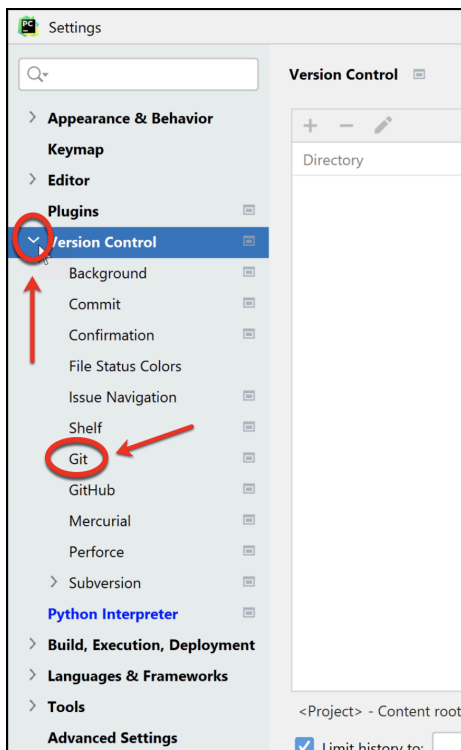 PC
Settings
Version Control
Appearance & Behavior
Keymap
Editor
Directory
Plugins
Version Control
Background
Commit
Confirmation
File Status Colors
Issue Navigation
Shelf
Git
GitHub
Mercurial
Perforce
Subversion
Python Interpreter
Build, Execution, Deployment
Languages & Frameworks
Tools
<Project> - Content root
Advanced Settings
Limit history to: